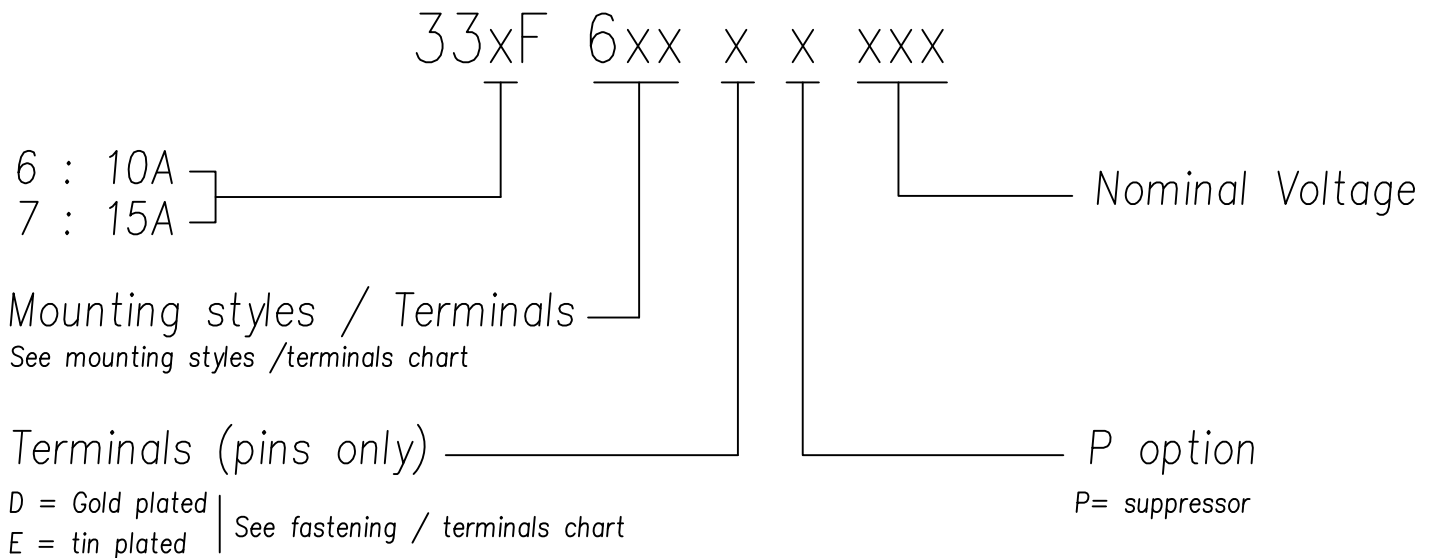 33xF 6xx x x xxx
6 : 10A
7 : 15A
Nominal Voltage
Mounting styles / Terminals
See mounting styles /terminals chart
Terminals (pins only)
D = Gold plated
E = tin plated
See fastening / terminals chart
P option
P= suppressor